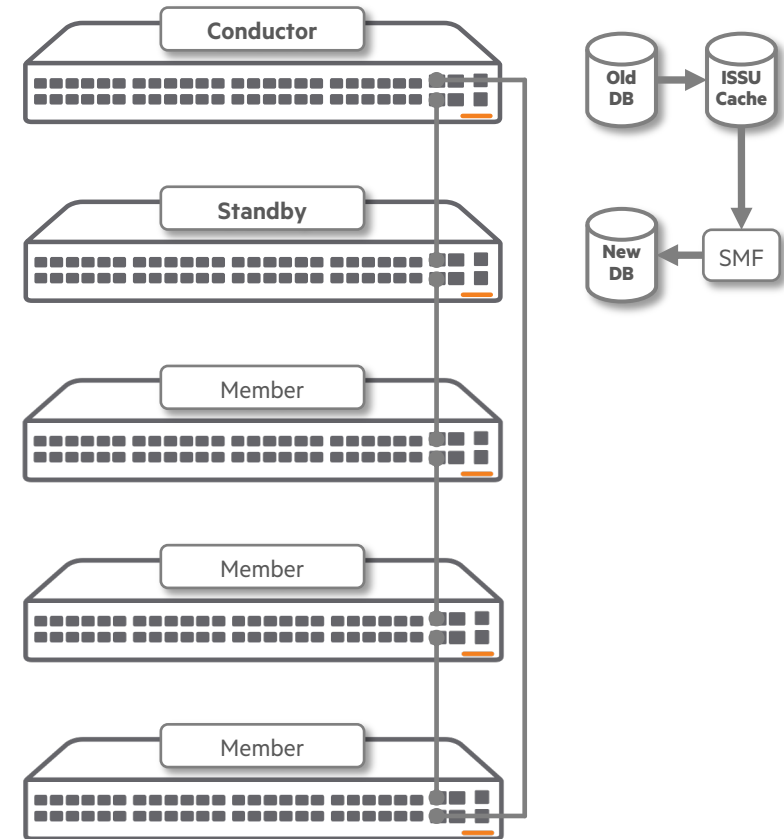 Conductor
Standby
Member
Member
Member
Old
DB
ISSU
Cache
New
DB
SMF